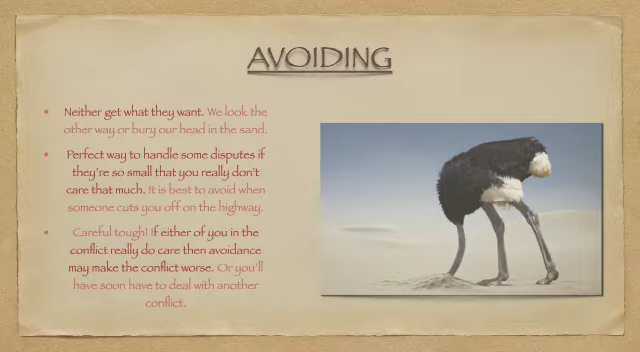 AVOIDING
Neither get what they want. We look the
other way or bury our head in the sand.
Perfect way to handle some disputes if
they're so small that you really don't
care that much. It is best to avoid when
someone cuts you off on the highway.
Careful tough! If either of you in the
conflict really do care then avoidance
may make the conflict worse. Or you'll
have soon have to deal with another
conflict.